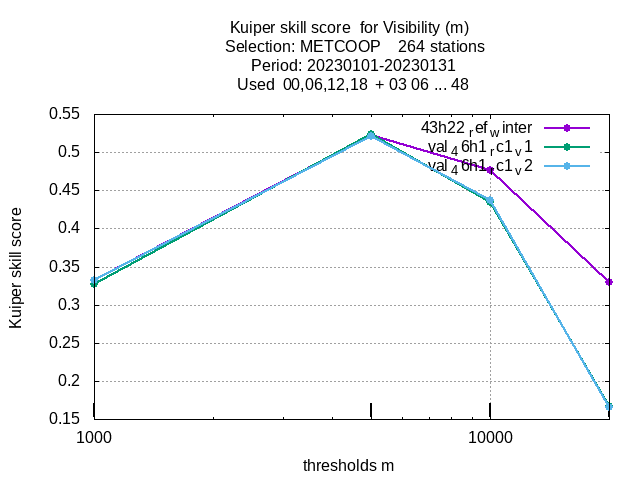 Kuiper skill score  for Visibility (m)
Selection: METCOOP    264 stations
Period: 20230101-20230131
Used  00,06,12,18  + 03 06 ... 48
0.55
0.5
0.45
0.4
0.35
0.3
0.25
0.2
0.15
Kuiper skill score
43h22_ref_winter
val_46h1_rc1_v1
val_46h1_rc1_v2
1000
10000
thresholds m